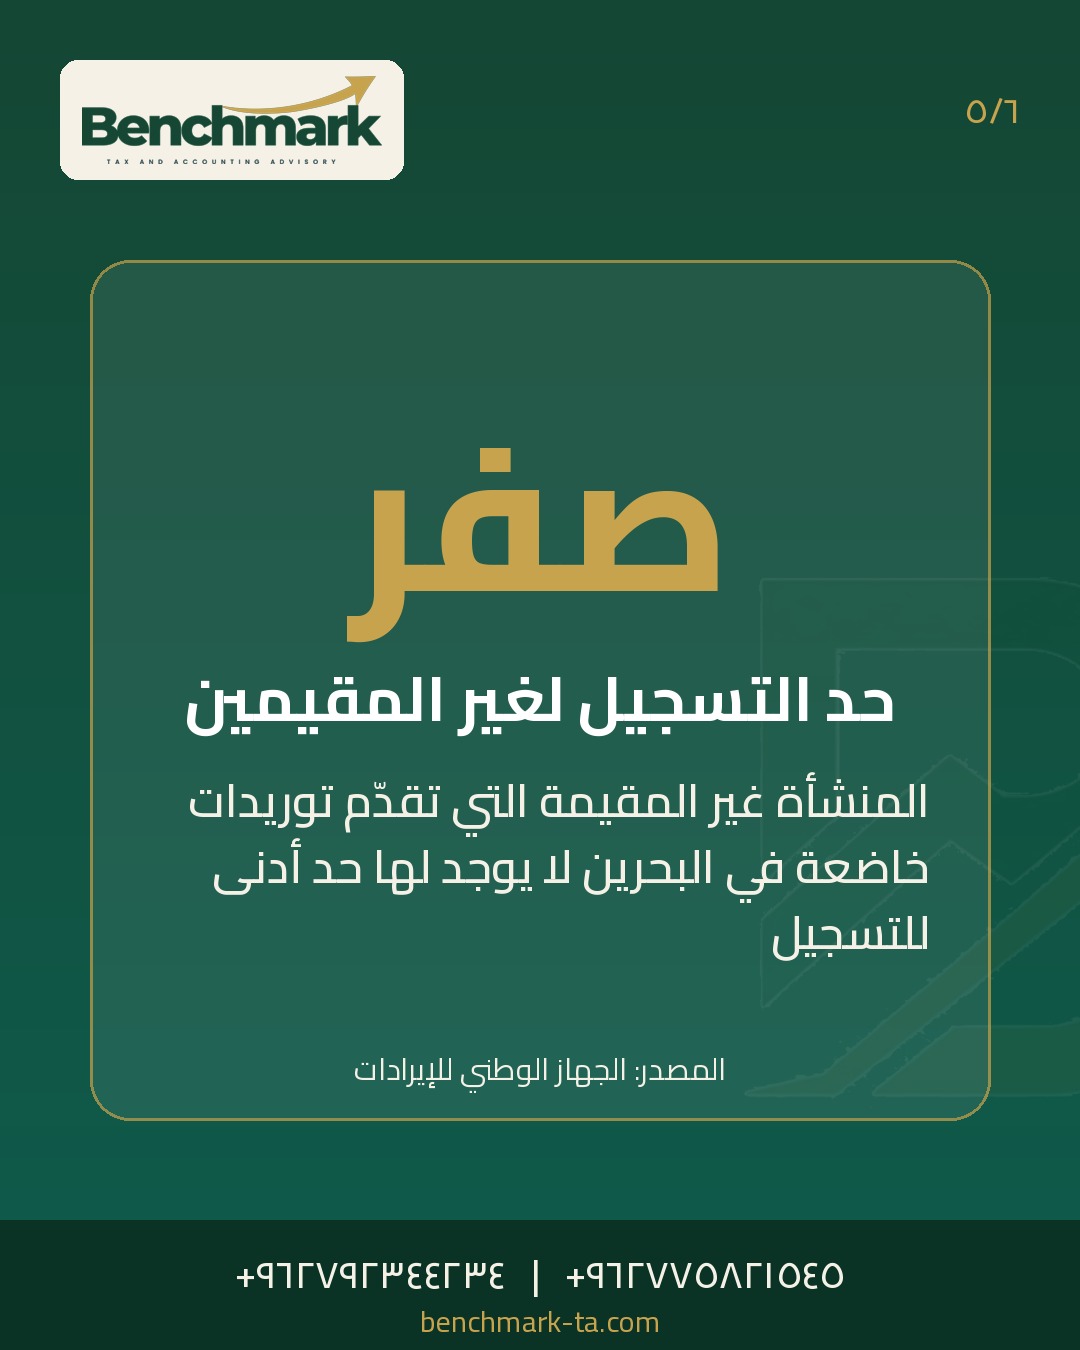 Benchmark
TAX AND ACCOUNTING ADVISORY
٥/٦
صفر
حد التسجيل لغير المقيمين
المنشأة غير المقيمة التي تقدّم توريدات
خاضعة في البحرين لا يوجد لها حد أدنى
للتسجيل
المصدر: الجهاز الوطني للإيرادات
+٩٦٢٧٩٢٣٤٤٢٣٤ | +٩٦٢٧٧٥٨٢١٥٤٥
benchmark-ta.com